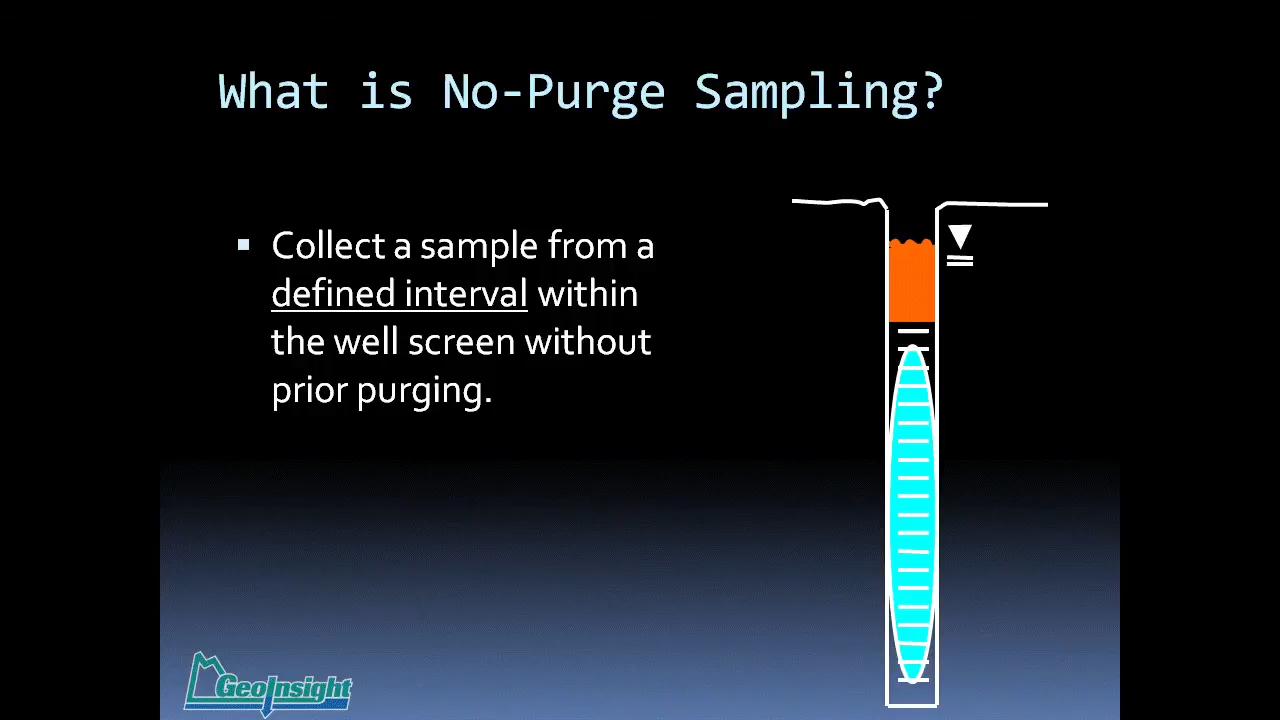 What is No-Purge Sampling?
Collect a sample from a
defined interval within
the well screen without
prior purging.
GeoInsight